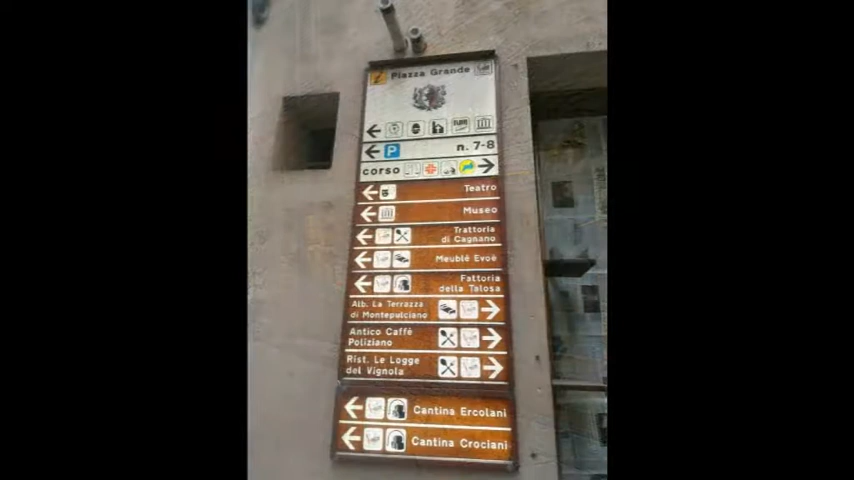 i Piazza Grande
P n. 7-8
corso
Teatro
Museo
Trattoria
di Cagnano
Meublé Evoè
Fattoria
della Talosa
Alb. La Terrazza
di Montepulciano
Antico Caffè
Poliziano
Rist. Le Logge
del Vignola
Cantina Ercolani
Cantina Crociani